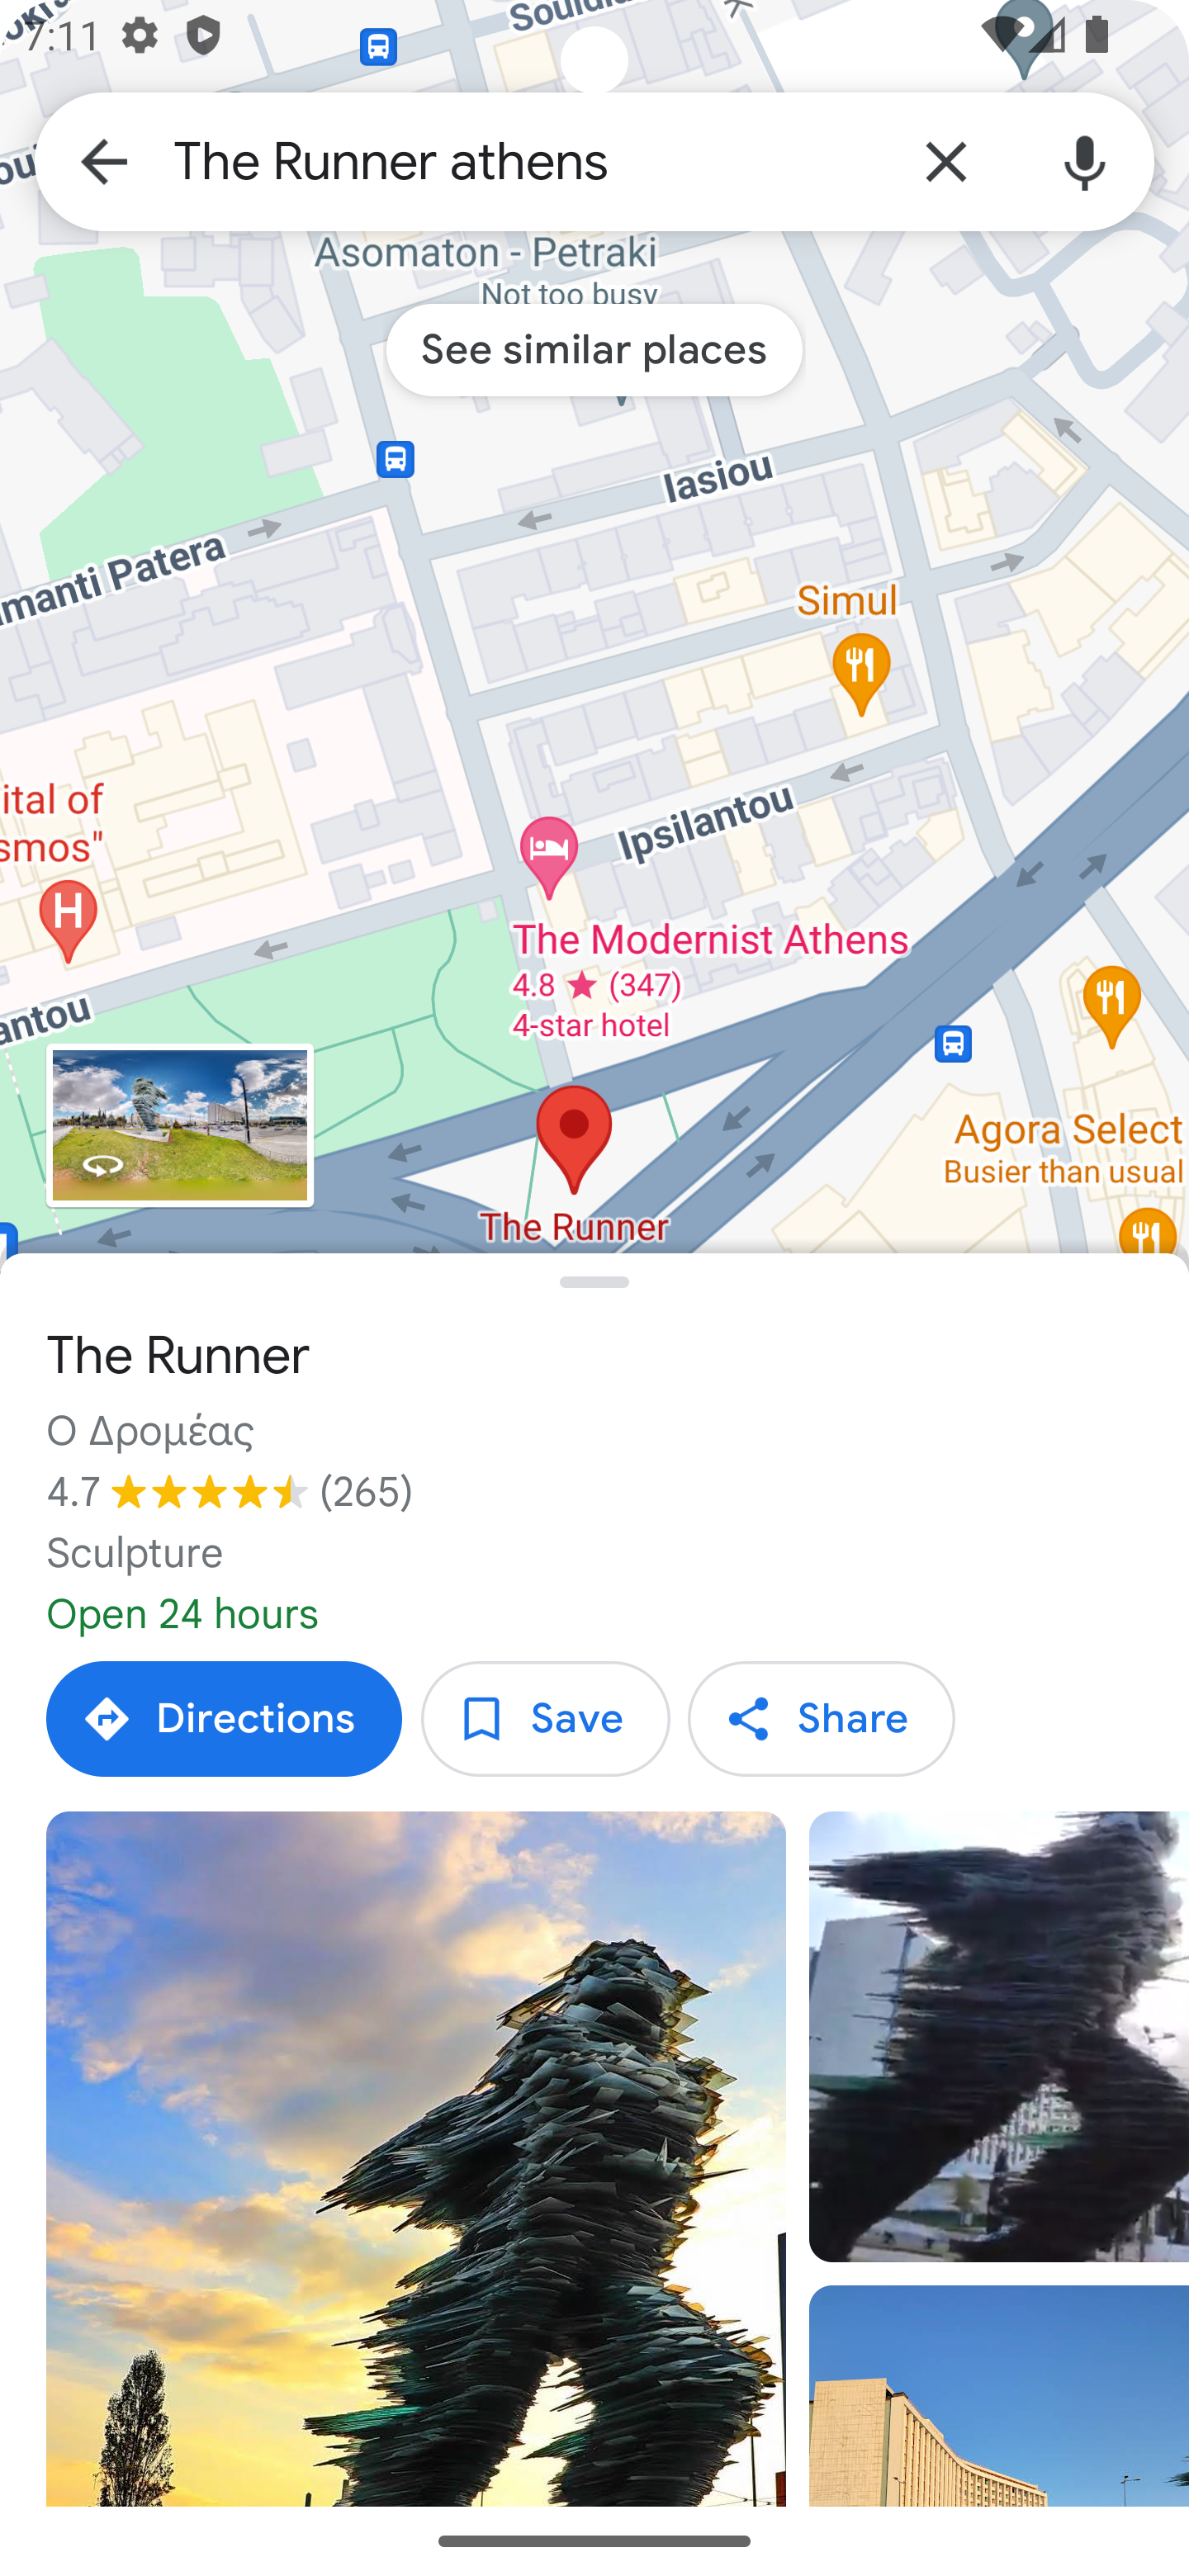 7:11
The Runner athens
Asomaton - Petraki
Not too busy
See similar places
Iasiou
manti Patera
Simul
ital of
smos"
H
Ipsilantou
The Modernist Athens
4.8 ★ (347)
4-star hotel
antou
Agora Select
Busier than usual
The Runner
The Runner
Ο Δρομέας
4.7 ★★★★★ (265)
Sculpture
Open 24 hours
Directions
Save
Share